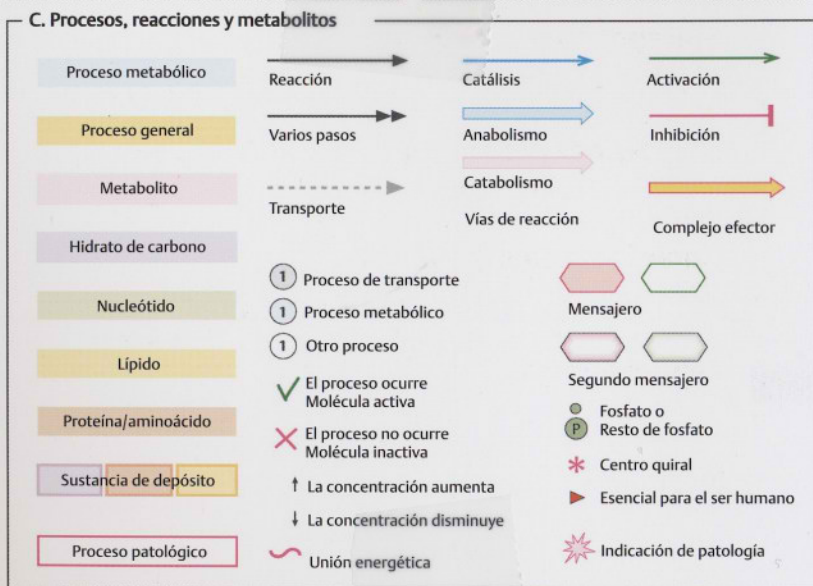 C. Procesos, reacciones y metabolitos
Proceso metabólico
Proceso general
Metabolito
Hidrato de carbono
Nucleótido
Lípido
Proteína/aminoácido
Sustancia de depósito
Proceso patológico
Reacción
Varios pasos
Transporte
Catálisis
Anabolismo
Catabolismo
Vías de reacción
Activación
Inhibición
Complejo efector
1 Proceso de transporte
1 Proceso metabólico
1 Otro proceso
El proceso ocurre
Molécula activa
El proceso no ocurre
Molécula inactiva
↑ La concentración aumenta
↓ La concentración disminuye
Unión energética
Mensajero
Segundo mensajero
Fosfato o
P Resto de fosfato
* Centro quiral
Esencial para el ser humano
Indicación de patología